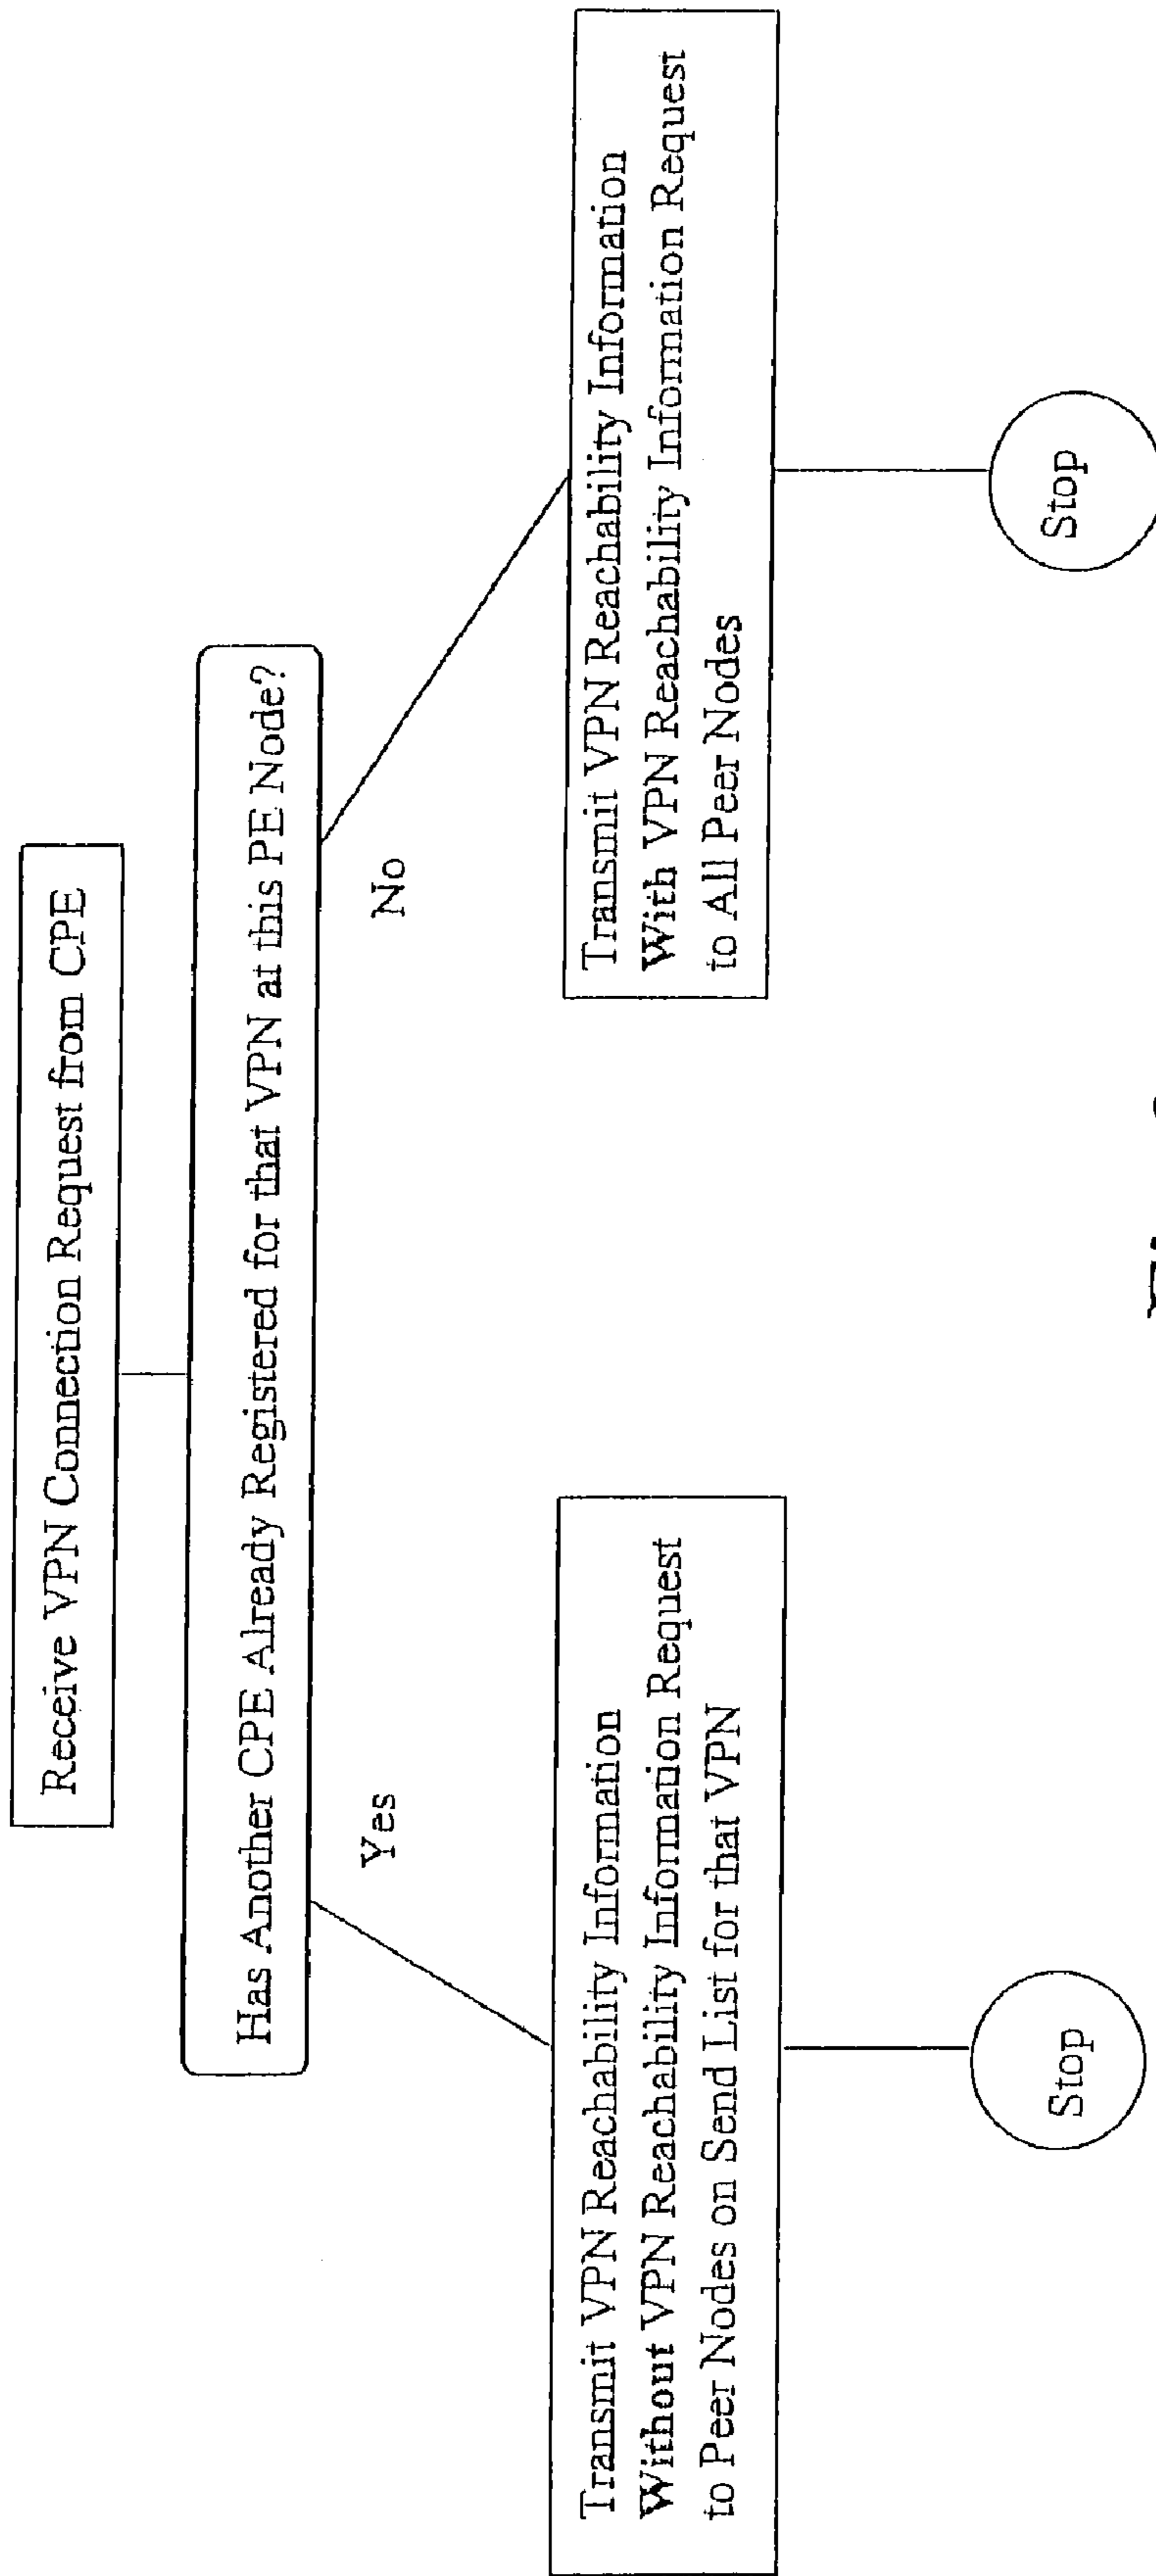 Receive VPN Connection Request from CPE
Has Another CPE Already Registered for that VPN at this PE Node?
Yes
No
Transmit VPN Reachability Information
Without VPN Reachability Information Request
to Peer Nodes on Send List for that VPN
Transmit VPN Reachability Information
With VPN Reachability Information Request
to All Peer Nodes
Stop
Stop